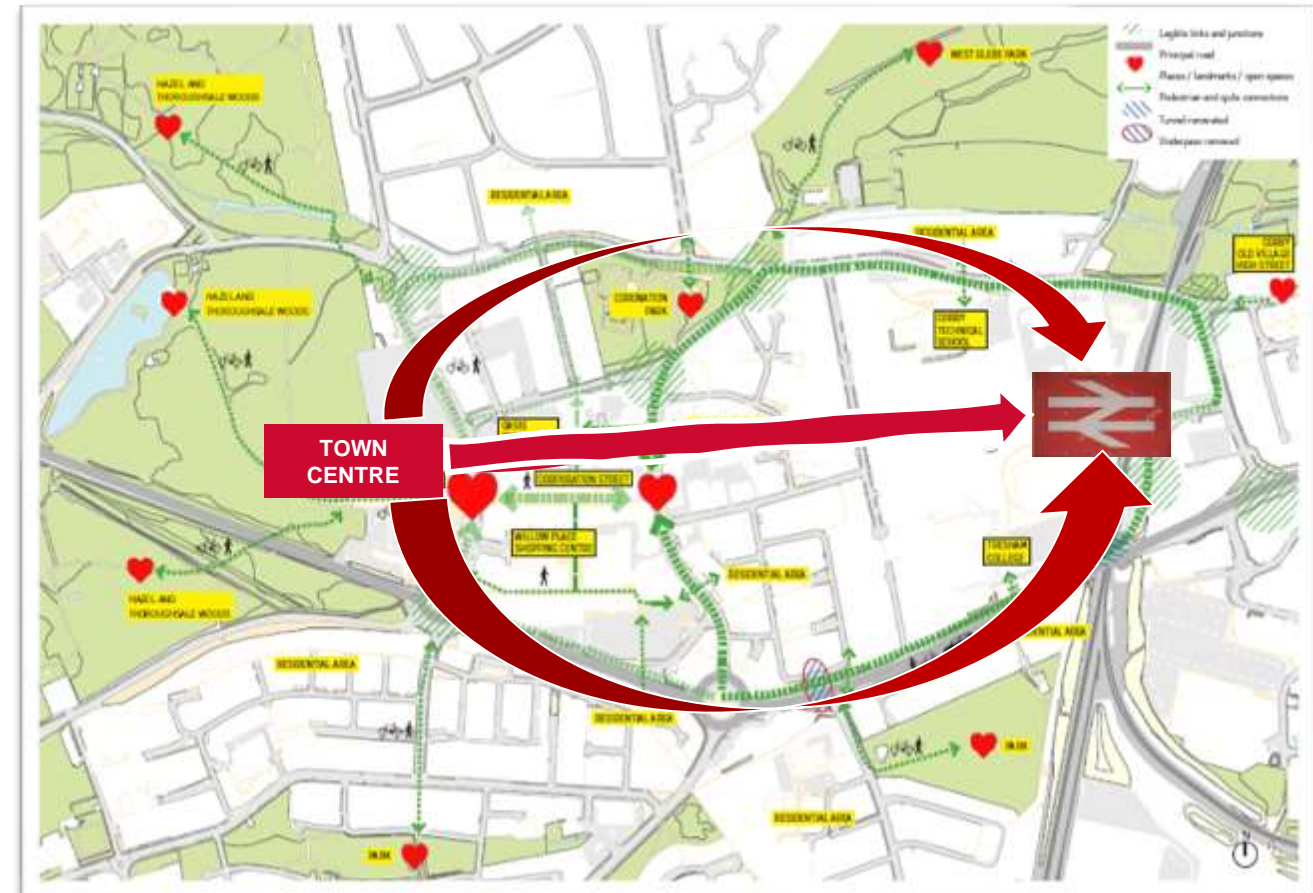 Legible links and junctions
Principal road
Places / landmarks / open spaces
Pedestrian and cycle connections
Tunnel renovated
Underpass removed
WEST GLEBE PARK
HAZEL AND
THOROUGHSALE WOODS
RESIDENTIAL AREA
RESIDENTIAL AREA
CORBY
OLD VILLAGE
HIGH STREET
HAZEL AND
THOROUGHSALE WOODS
CORONATION
PARK
CORBY
TECHNICAL
SCHOOL
TOWN
CENTRE
OASIS
CORPORATION STREET
WILLOW PLACE
SHOPPING CENTRE
TRESHAM
COLLEGE
RESIDENTIAL AREA
HAZEL AND
THOROUGHSALE WOODS
RESIDENTIAL AREA
RESIDENTIAL AREA
RESIDENTIAL AREA
PARK
RESIDENTIAL AREA
PARK
N